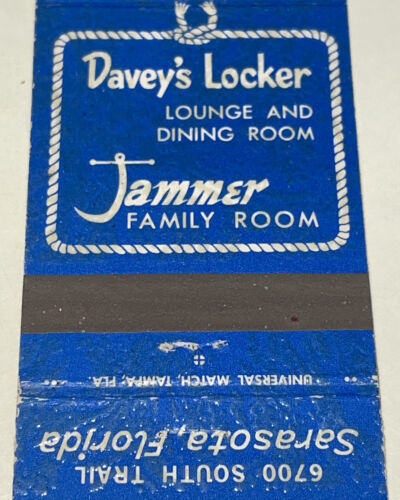 Davey's Locker
LOUNGE AND
DINING ROOM
Jammer
FAMILY ROOM
UNIVERSAL MATCH, TAMPA, FLA.
6700 SOUTH TRAIL
Sarasota, Florida